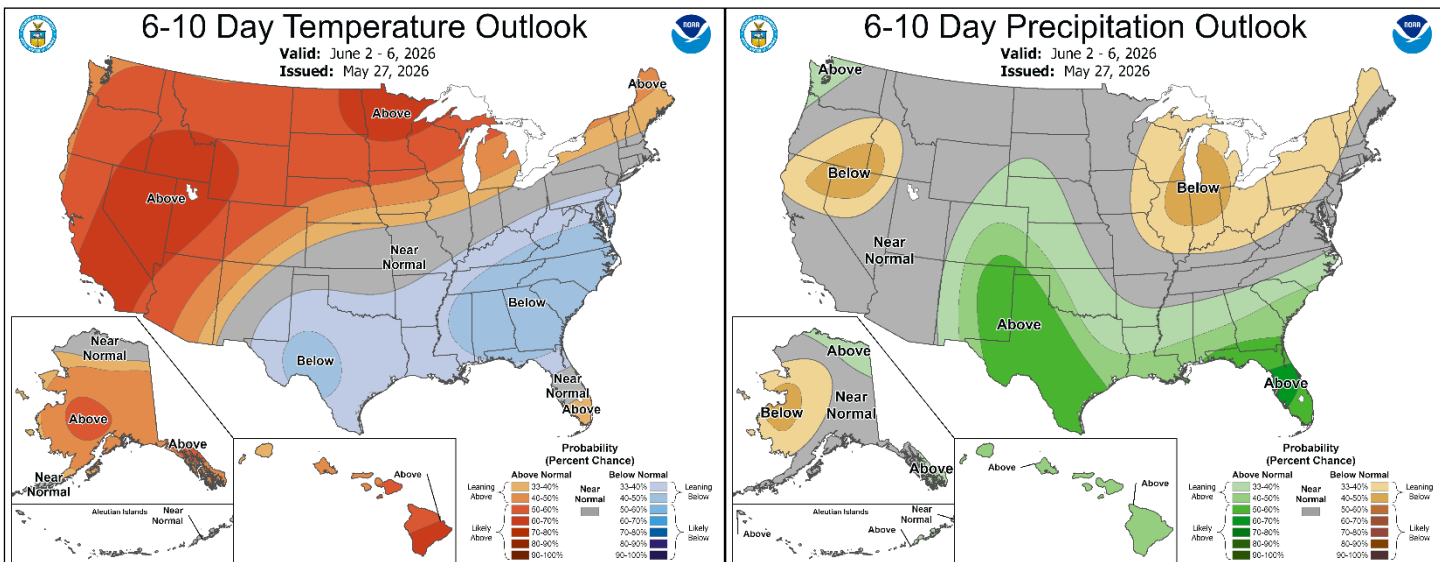 6-10 Day Temperature Outlook
Valid: June 2 - 6, 2026
Issued: May 27, 2026
NOAA
Above
Above
Above
Near
Normal
Below
Below
Near
Normal
Above
Near
Normal
Above
Above
Near
Normal
Aleutian Islands
Near
Normal
Above
Probability
(Percent Chance)
Above Normal
Below Normal
Leaning
Above
Likely
Above
33-40%
40-50%
50-60%
60-70%
70-80%
80-90%
90-100%
Near
Normal
33-40%
40-50%
50-60%
60-70%
70-80%
80-90%
90-100%
Leaning
Below
Likely
Below
6-10 Day Precipitation Outlook
Valid: June 2 - 6, 2026
Issued: May 27, 2026
NOAA
Above
Below
Below
Near
Normal
Above
Above
Above
Near
Normal
Below
Above
Aleutian Islands
Near
Normal
Above
Above
Above
Above
Probability
(Percent Chance)
Above Normal
Below Normal
Leaning
Above
Likely
Above
33-40%
40-50%
50-60%
60-70%
70-80%
80-90%
90-100%
Near
Normal
33-40%
40-50%
50-60%
60-70%
70-80%
80-90%
90-100%
Leaning
Below
Likely
Below